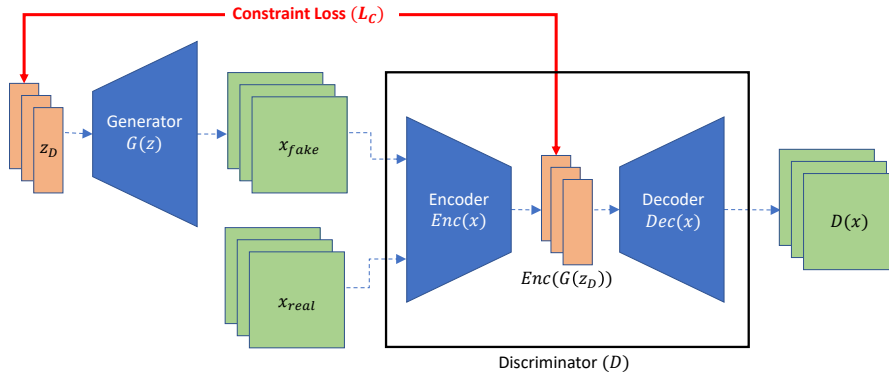 Constraint Loss (L_C)
z_D
Generator
G(z)
x_fake
x_real
Encoder
Enc(x)
Enc(G(z_D))
Decoder
Dec(x)
D(x)
Discriminator (D)